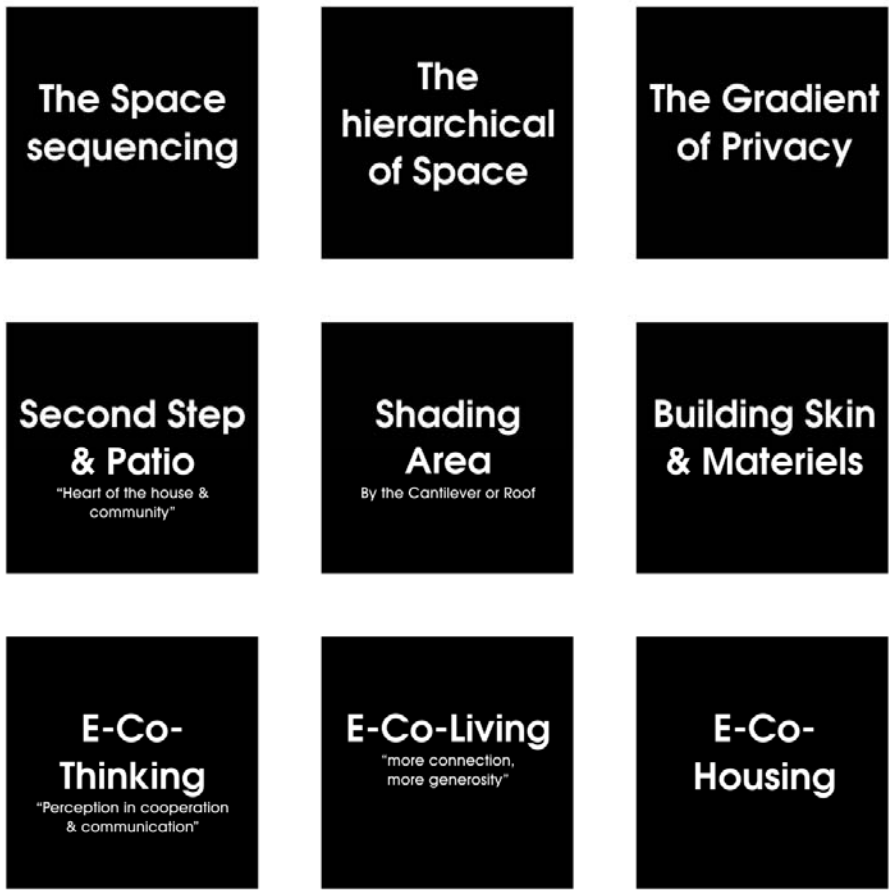 The Space
sequencing
The
hierarchical
of Space
The Gradient
of Privacy
Second Step
& Patio
“Heart of the house &
community”
Shading
Area
By the Cantilever or Roof
Building Skin
& Materiels
E-Co-
Thinking
“Perception in cooperation
& communication”
E-Co-Living
“more connection,
more generosity”
E-Co-
Housing